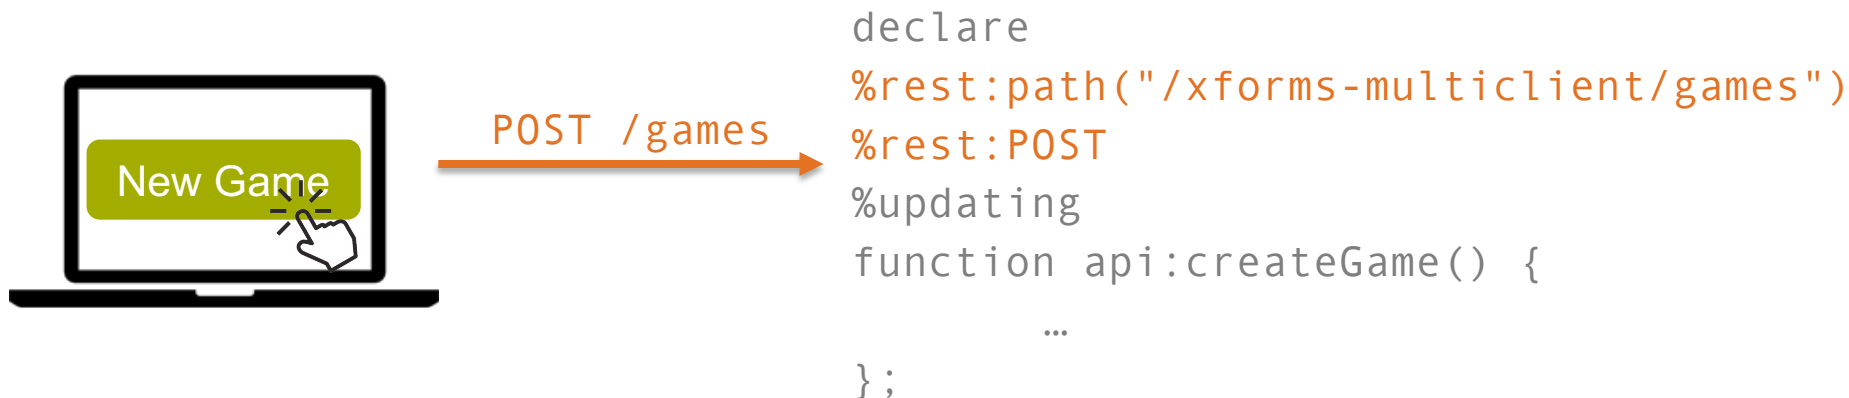 New Game
POST /games
declare
%rest:path("/xforms-multiclient/games")
%rest:POST
%updating
function api:createGame() {
…
};